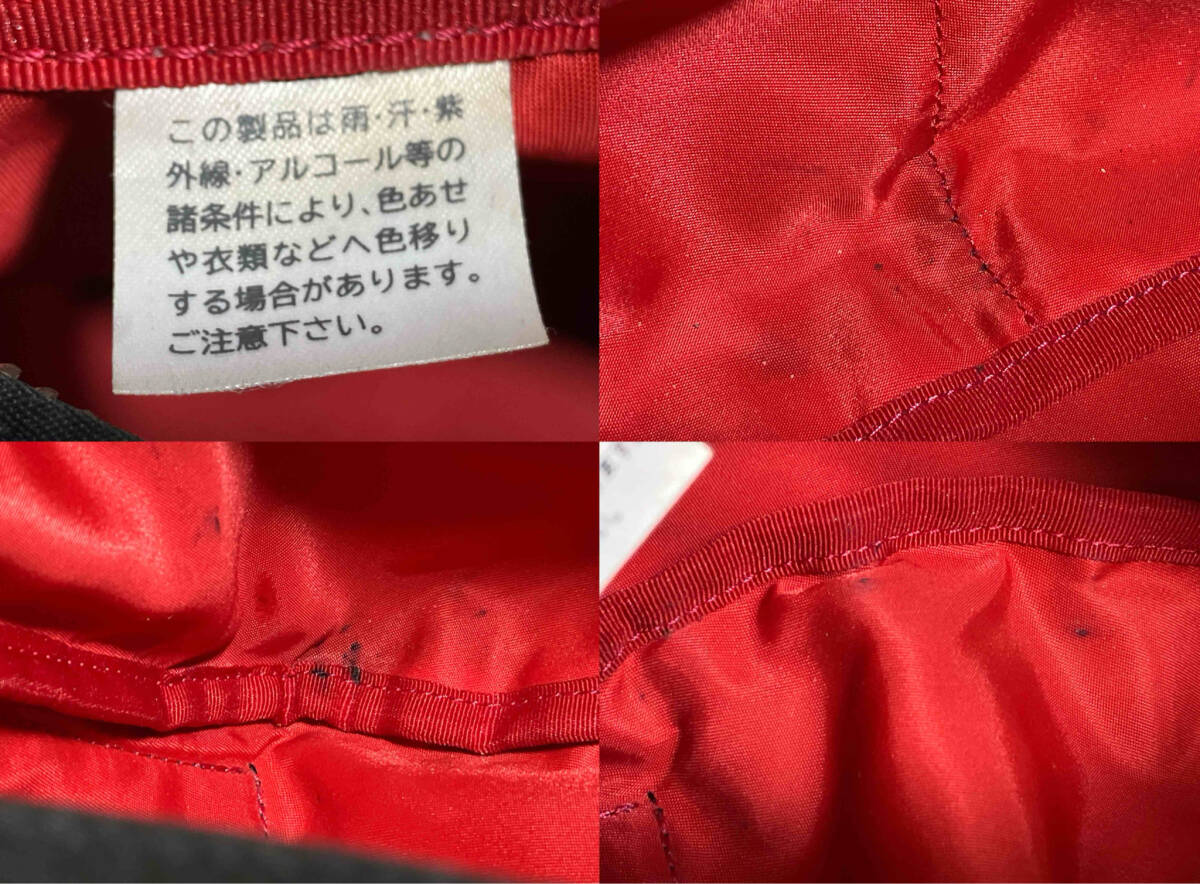 この製品は雨·汗·紫
外線·アルコール等の
諸条件により、色あせ
や衣類などへ色移り
する場合があります。
ご注意下さい。